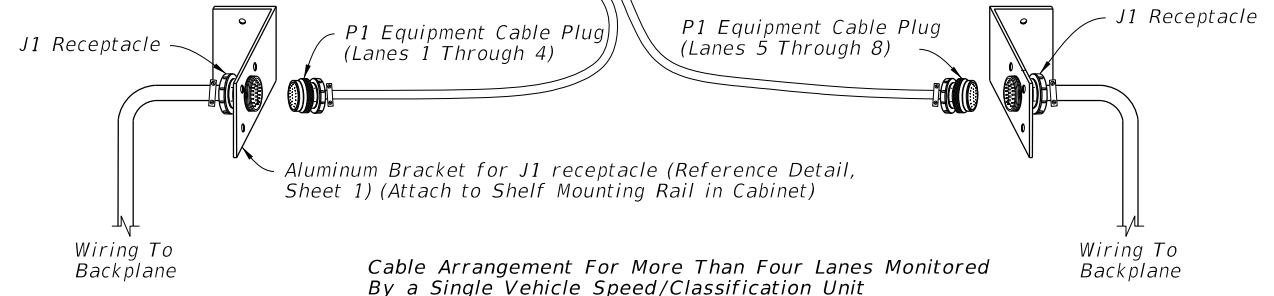 J1 Receptacle
P1 Equipment Cable Plug
(Lanes 1 Through 4)
P1 Equipment Cable Plug
(Lanes 5 Through 8)
J1 Receptacle
Aluminum Bracket for J1 receptacle (Reference Detail,
Sheet 1) (Attach to Shelf Mounting Rail in Cabinet)
Wiring To
Backplane
Wiring To
Backplane
Cable Arrangement For More Than Four Lanes Monitored
By a Single Vehicle Speed/Classification Unit